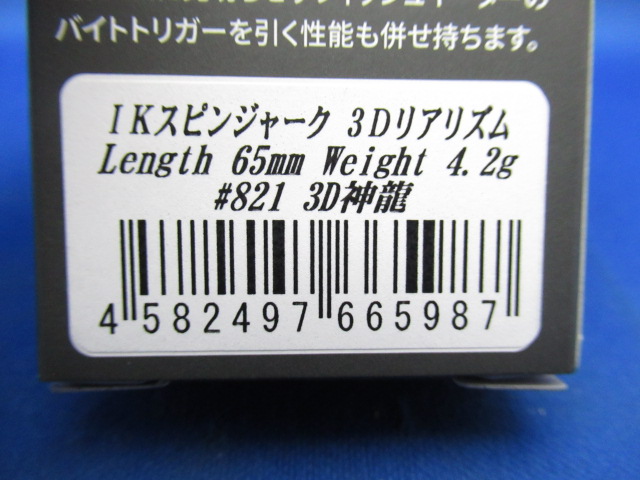 バイトトリガーを引く性能も併せ持ちます。
IKスピンジャーク 3Dリアリズム
Length 65mm Weight 4.2g
#821 3D神龍
4 582497 665987